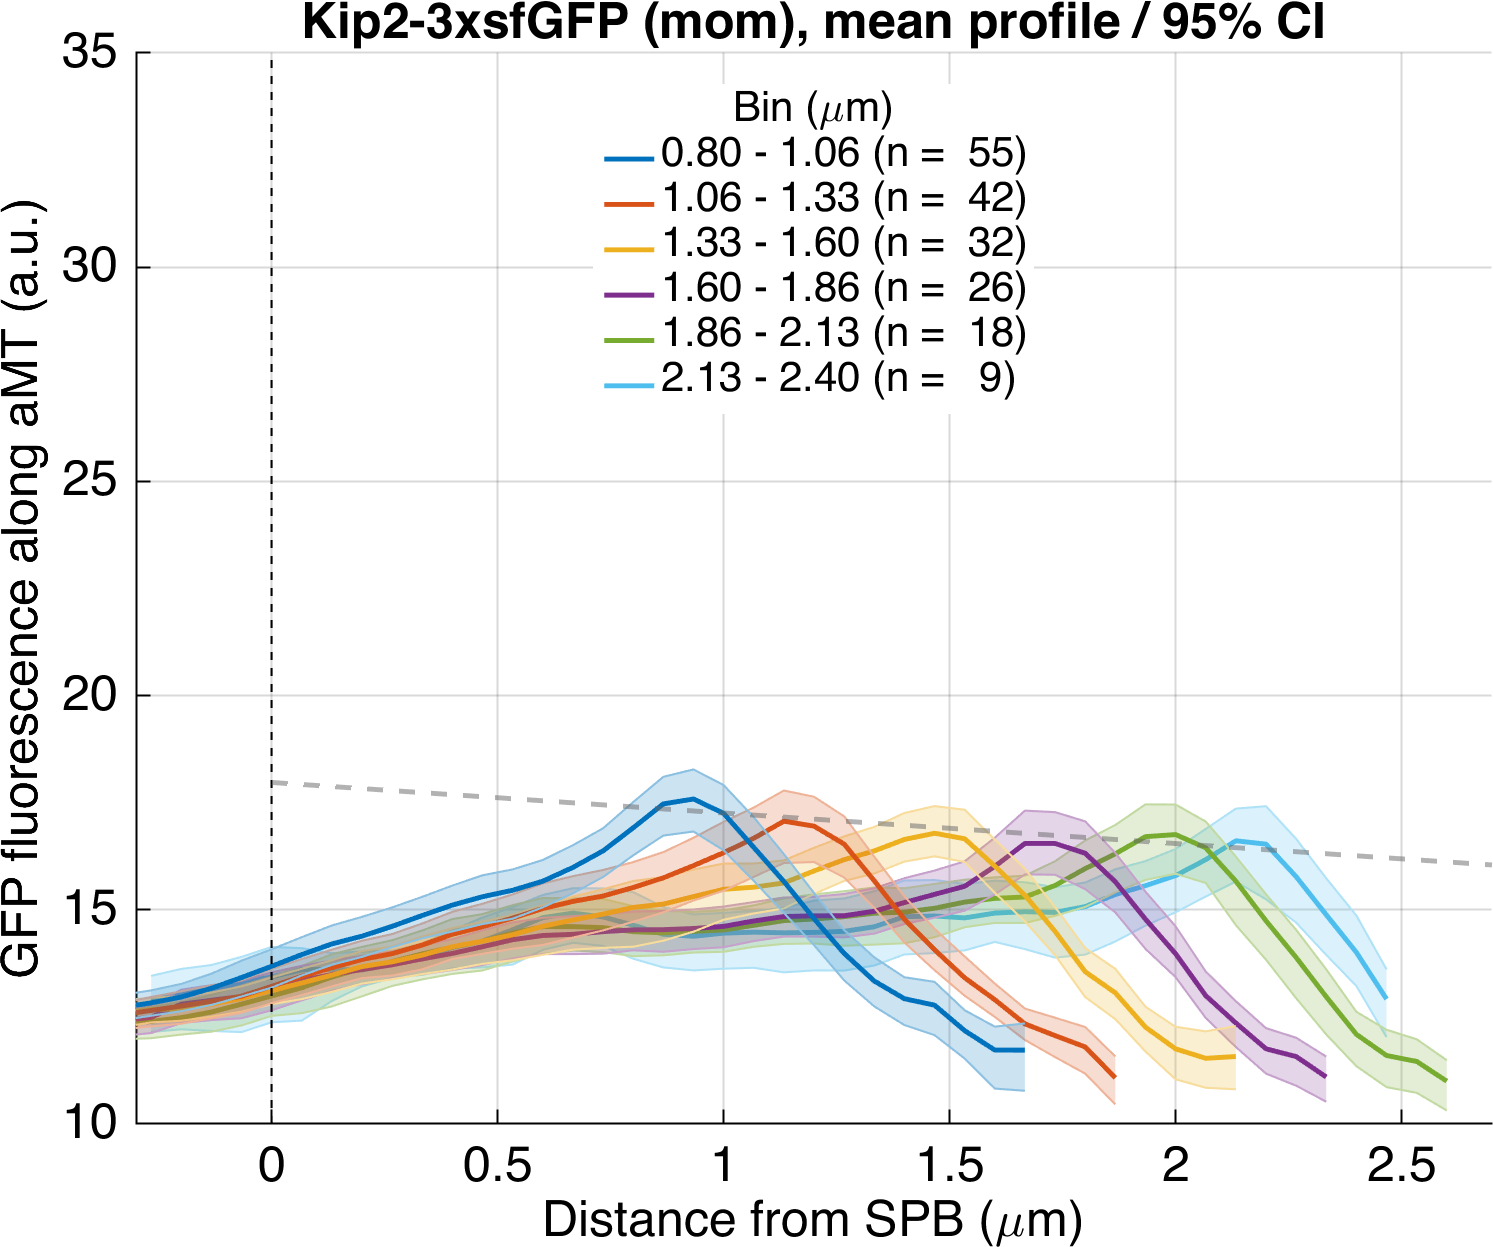 Kip2-3xsfGFP (mom), mean profile / 95% CI
GFP fluorescence along aMT (a.u.)
35
30
25
20
15
10
Bin (μm)
0.80 - 1.06 (n = 55)
1.06 - 1.33 (n = 42)
1.33 - 1.60 (n = 32)
1.60 - 1.86 (n = 26)
1.86 - 2.13 (n = 18)
2.13 - 2.40 (n = 9)
0 0.5 1 1.5 2 2.5
Distance from SPB (μm)